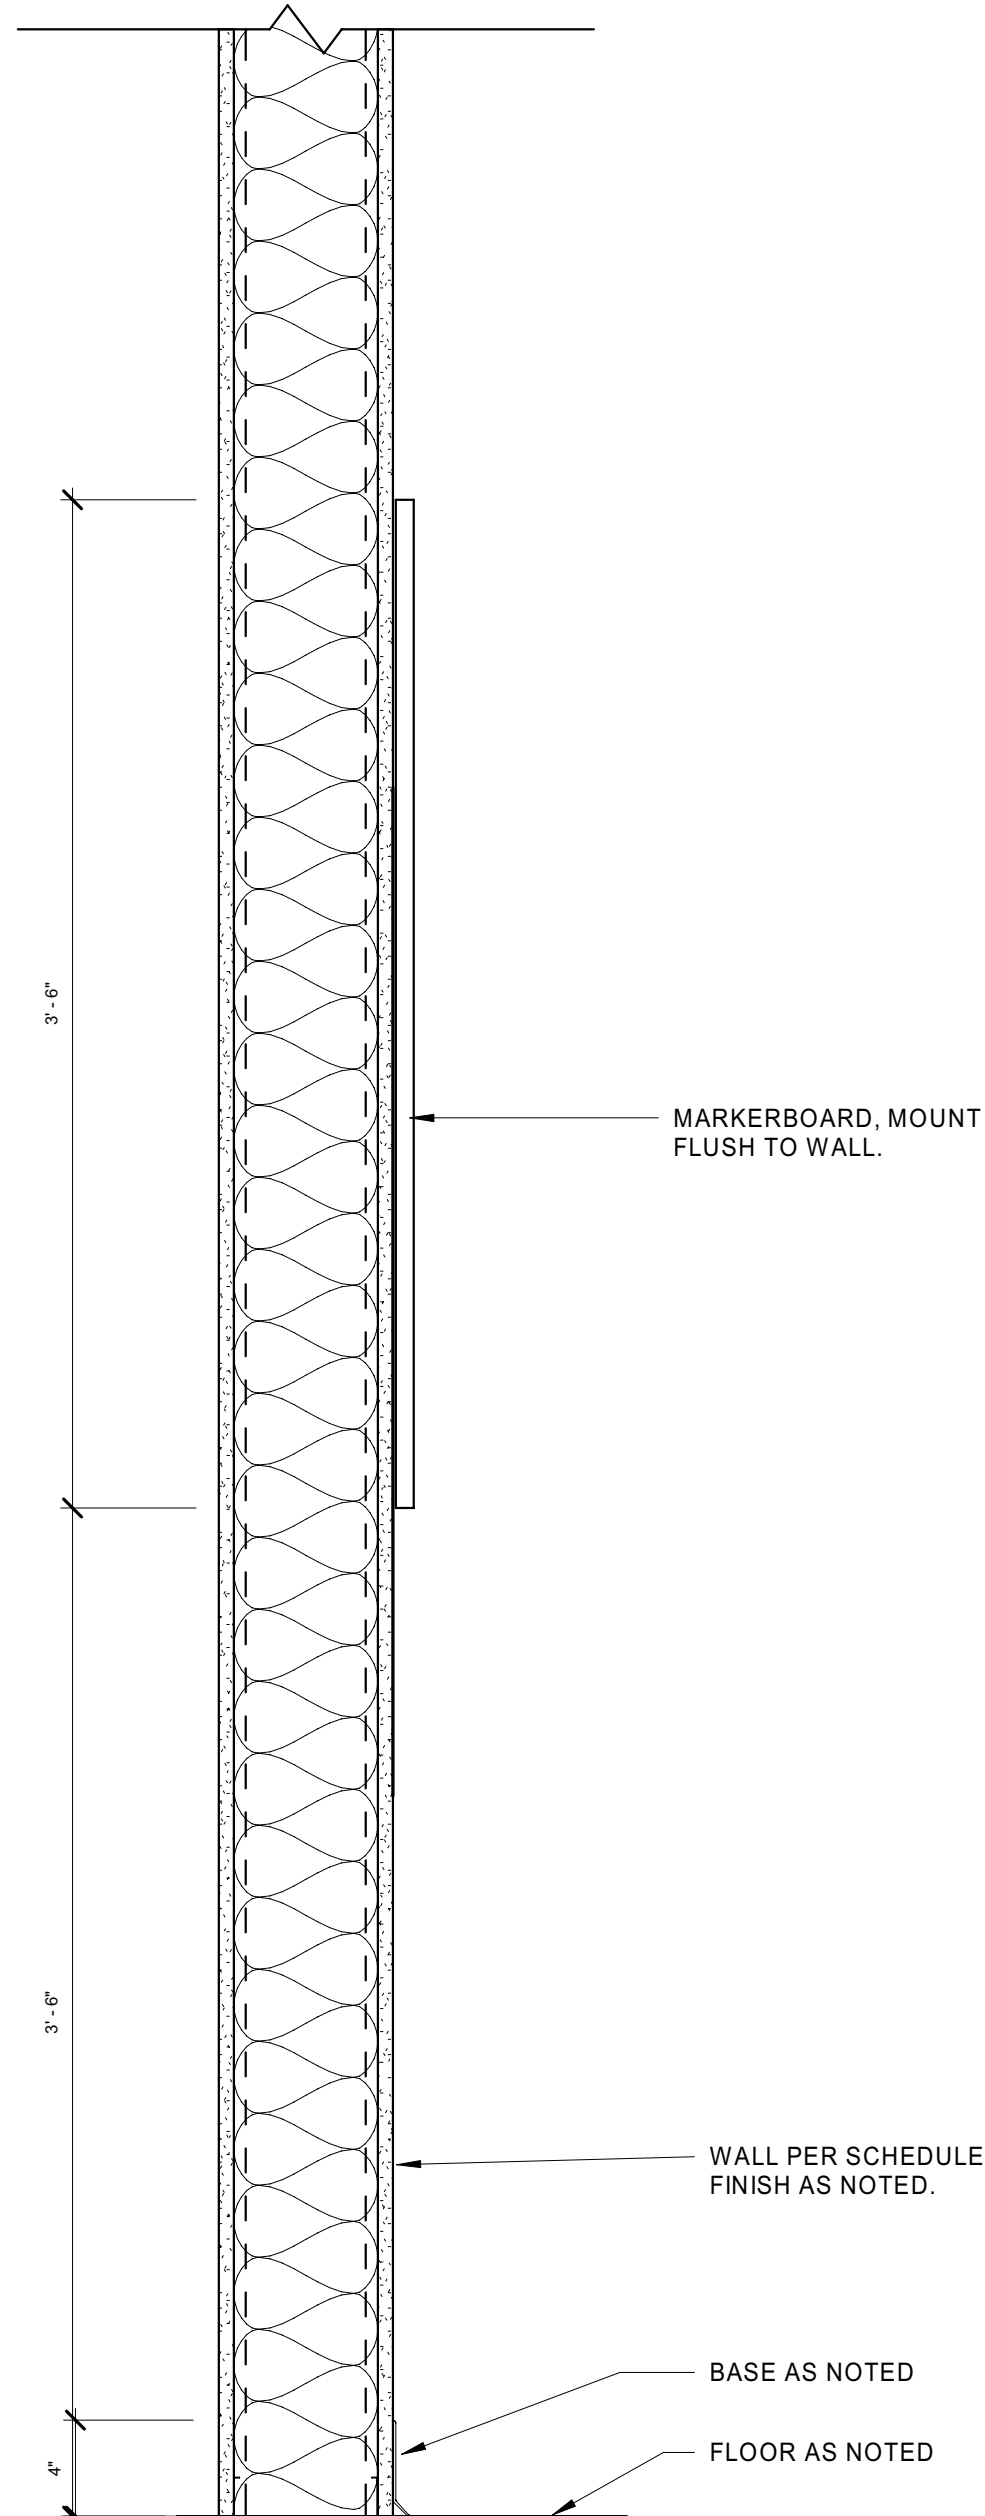 3' - 6"
MARKERBOARD, MOUNT
FLUSH TO WALL.
3' - 6"
WALL PER SCHEDULE
FINISH AS NOTED.
BASE AS NOTED
4"
FLOOR AS NOTED